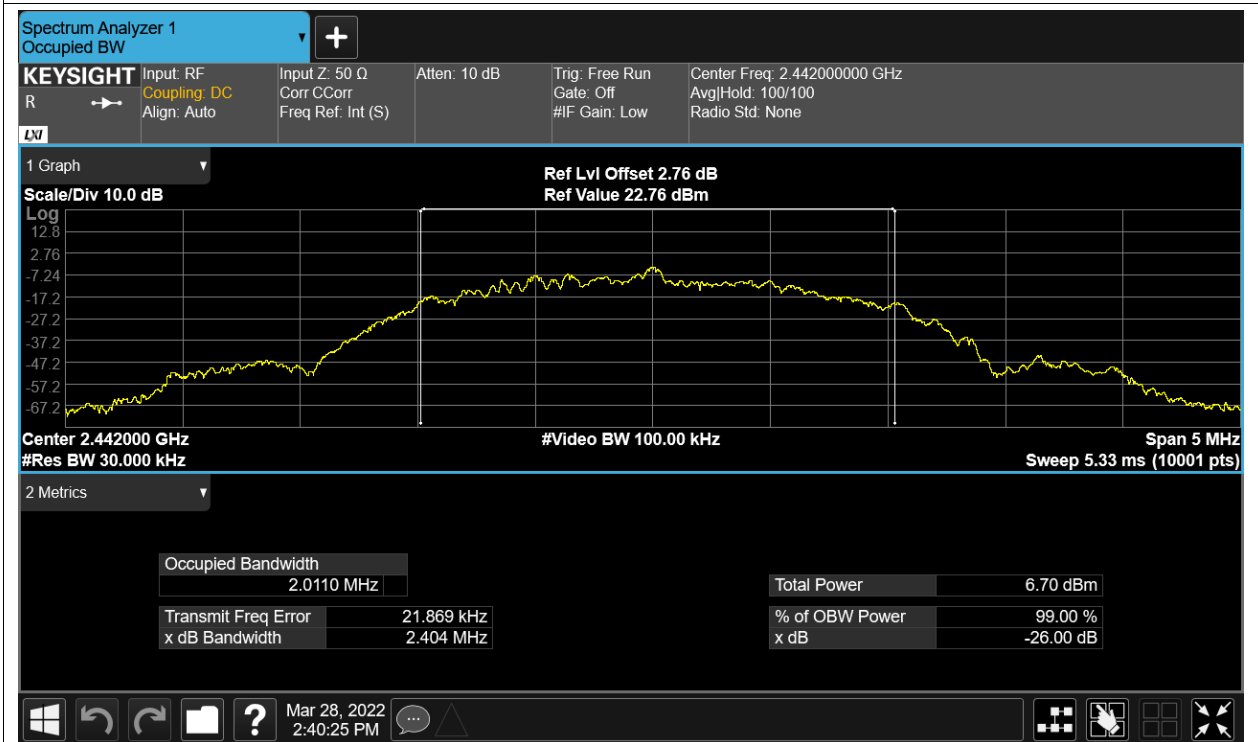 Spectrum Analyzer 1
Occupied BW
KEYSIGHT
R
LXI
Input: RF
Coupling: DC
Align: Auto
Input Z: 50 Ω
Corr CCorr
Freq Ref: Int (S)
Atten: 10 dB
Trig: Free Run
Gate: Off
#IF Gain: Low
Center Freq: 2.442000000 GHz
Avg|Hold: 100/100
Radio Std: None
1 Graph
Scale/Div 10.0 dB
Ref Lvl Offset 2.76 dB
Ref Value 22.76 dBm
Log
12.8
2.76
-7.24
-17.2
-27.2
-37.2
-47.2
-57.2
-67.2
Center 2.442000 GHz
#Res BW 30.000 kHz
#Video BW 100.00 kHz
Span 5 MHz
Sweep 5.33 ms (10001 pts)
2 Metrics
Occupied Bandwidth
2.0110 MHz
Transmit Freq Error 21.869 kHz
x dB Bandwidth 2.404 MHz
Total Power 6.70 dBm
% of OBW Power 99.00 %
x dB -26.00 dB
?
Mar 28, 2022
2:40:25 PM